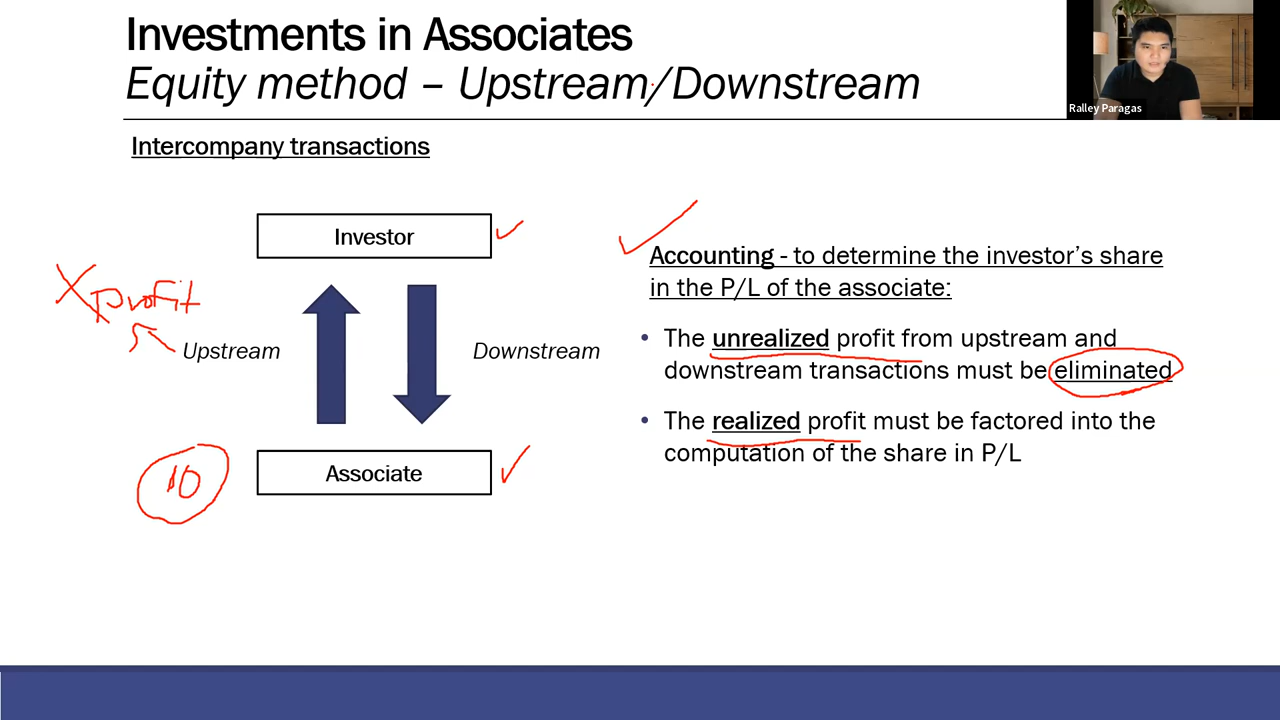 Investments in Associates
Equity method – Upstream/Downstream
Ralley Paragas
Intercompany transactions
Investor
Accounting - to determine the investor's share
in the P/L of the associate:
X profit
Upstream
Downstream
• The unrealized profit from upstream and
downstream transactions must be eliminated
• The realized profit must be factored into the
computation of the share in P/L
10
Associate